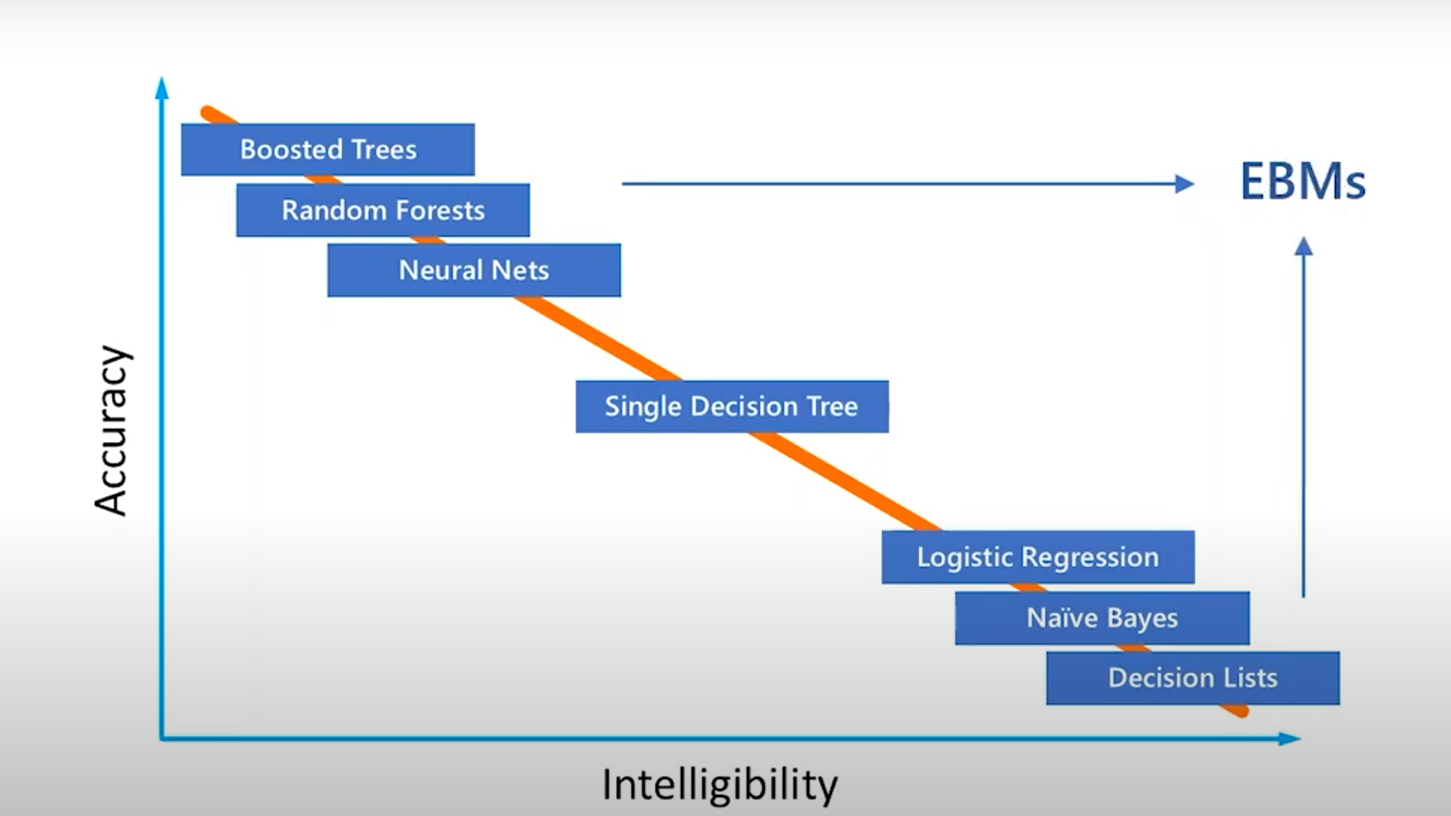 Boosted Trees
EBMs
Random Forests
Neural Nets
Accuracy
Single Decision Tree
Logistic Regression
Naïve Bayes
Decision Lists
Intelligibility